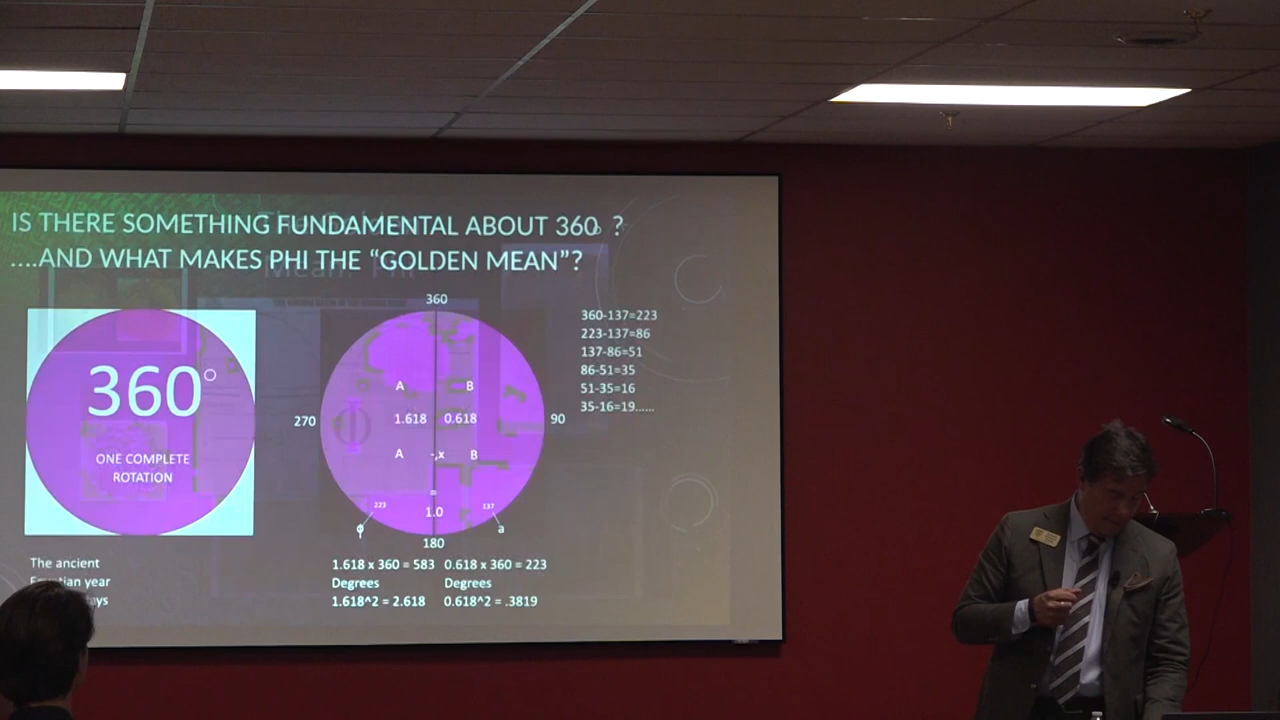 IS THERE SOMETHING FUNDAMENTAL ABOUT 360 ?
....AND WHAT MAKES PHI THE “GOLDEN MEAN”?
360°
ONE COMPLETE
ROTATION
The ancient
year
360
270
90
A B
1.618 0.618
A -,x B
=
1.0
223 137
ϕ a
180
1.618 x 360 = 583 0.618 x 360 = 223
Degrees Degrees
1.618^2 = 2.618 0.618^2 = .3819
360-137=223
223-137=86
137-86=51
86-51=35
51-35=16
35-16=19......